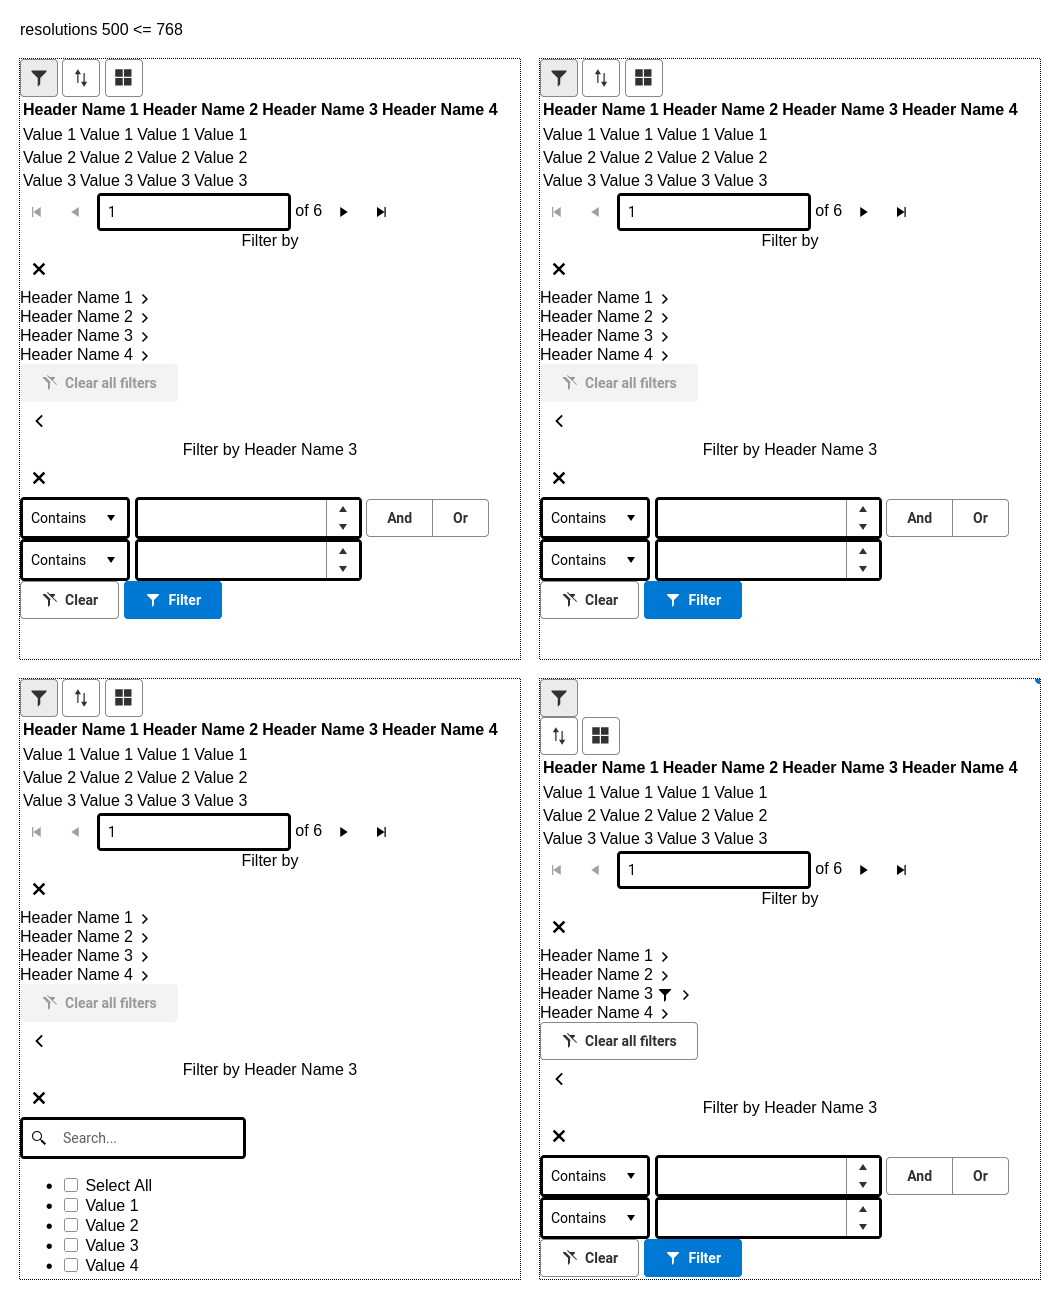 resolutions 500 <= 768
Header Name 1 Header Name 2 Header Name 3 Header Name 4
Value 1 Value 1 Value 1 Value 1
Value 2 Value 2 Value 2 Value 2
Value 3 Value 3 Value 3 Value 3
1 of 6
Filter by
Header Name 1
Header Name 2
Header Name 3
Header Name 4
Clear all filters
Filter by Header Name 3
Contains And Or
Contains
Clear Filter
Header Name 1 Header Name 2 Header Name 3 Header Name 4
Value 1 Value 1 Value 1 Value 1
Value 2 Value 2 Value 2 Value 2
Value 3 Value 3 Value 3 Value 3
1 of 6
Filter by
Header Name 1
Header Name 2
Header Name 3
Header Name 4
Clear all filters
Filter by Header Name 3
Contains And Or
Contains
Clear Filter
Header Name 1 Header Name 2 Header Name 3 Header Name 4
Value 1 Value 1 Value 1 Value 1
Value 2 Value 2 Value 2 Value 2
Value 3 Value 3 Value 3 Value 3
1 of 6
Filter by
Header Name 1
Header Name 2
Header Name 3
Header Name 4
Clear all filters
Filter by Header Name 3
Search...
Select All
Value 1
Value 2
Value 3
Value 4
Header Name 1 Header Name 2 Header Name 3 Header Name 4
Value 1 Value 1 Value 1 Value 1
Value 2 Value 2 Value 2 Value 2
Value 3 Value 3 Value 3 Value 3
1 of 6
Filter by
Header Name 1
Header Name 2
Header Name 3
Header Name 4
Clear all filters
Filter by Header Name 3
Contains And Or
Contains
Clear Filter